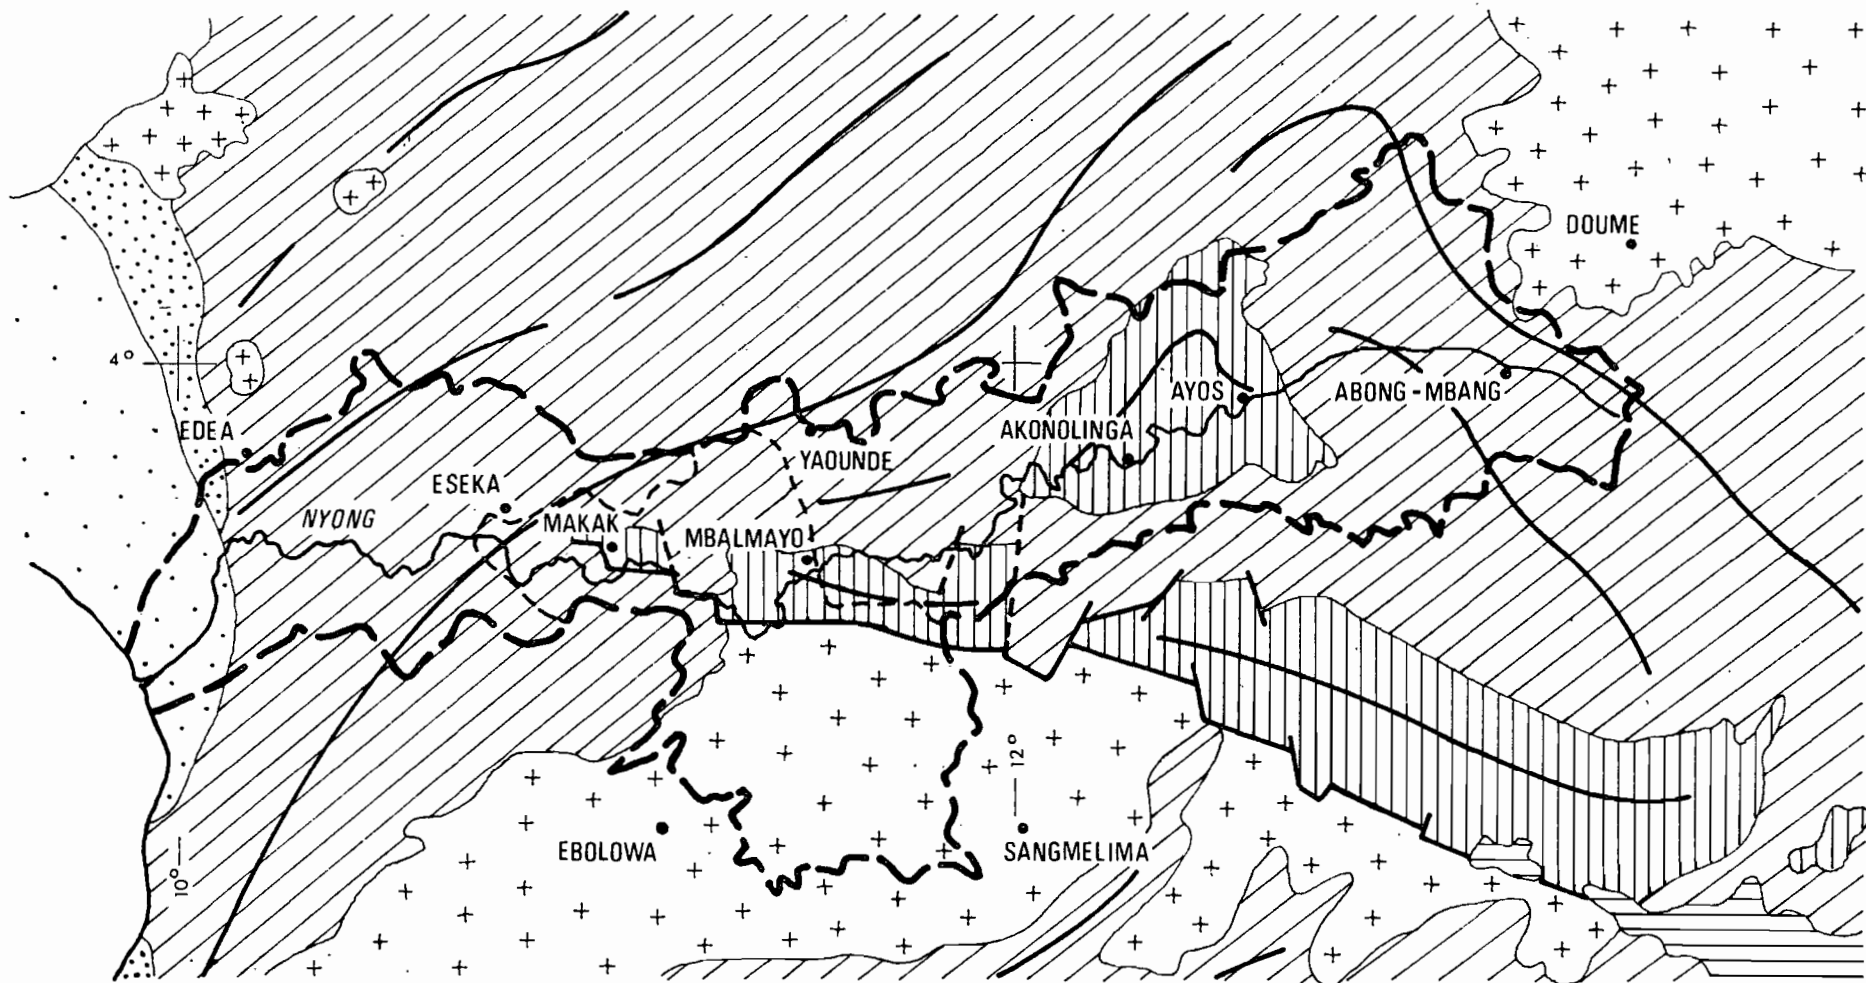 DOUME
4°
EDEA
AYOS
ABONG-MBANG
AKONOLINGA
YAOUNDE
ESEKA
NYONG
MAKAK
MBALMAYO
12°
EBOLOWA
SANGMELIMA
10°